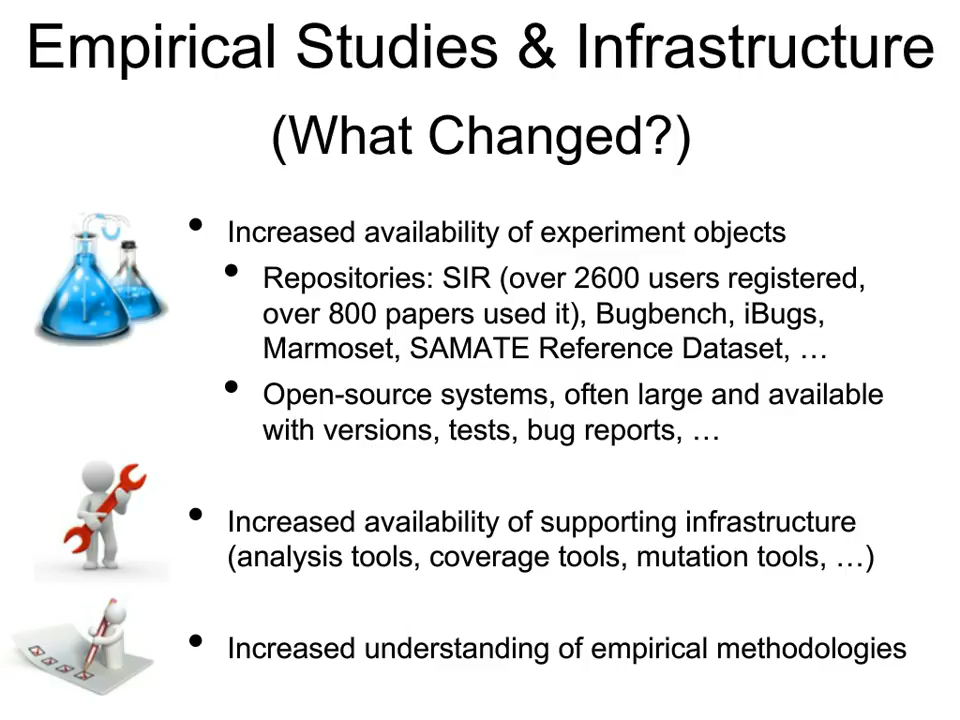 Empirical Studies & Infrastructure
(What Changed?)
• Increased availability of experiment objects
• Repositories: SIR (over 2600 users registered,
over 800 papers used it), Bugbench, iBugs,
Marmoset, SAMATE Reference Dataset, …
• Open-source systems, often large and available
with versions, tests, bug reports, …
• Increased availability of supporting infrastructure
(analysis tools, coverage tools, mutation tools, …)
• Increased understanding of empirical methodologies